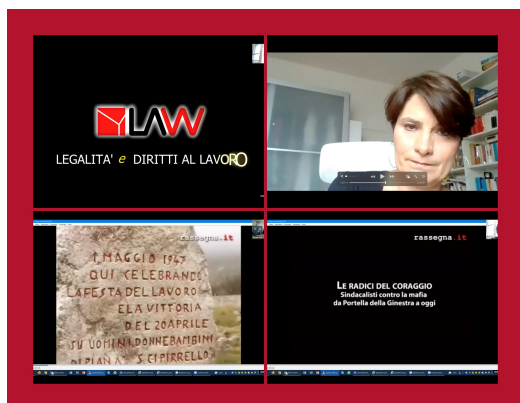 LAW
LEGALITA' e DIRITTI AL LAVORO
rassegna.it
1 MAGGIO 1947
QUI CELEBRANDO
LA FESTA DEL LAVORO
E LA VITTORIA
DEL 20 APRILE
SU UOMINI DONNE BAMBINI
DI PIANA S. CIPIRRELLO
rassegna.it
LE RADICI DEL CORAGGIO
Sindacalisti contro la mafia
da Portella della Ginestra a oggi